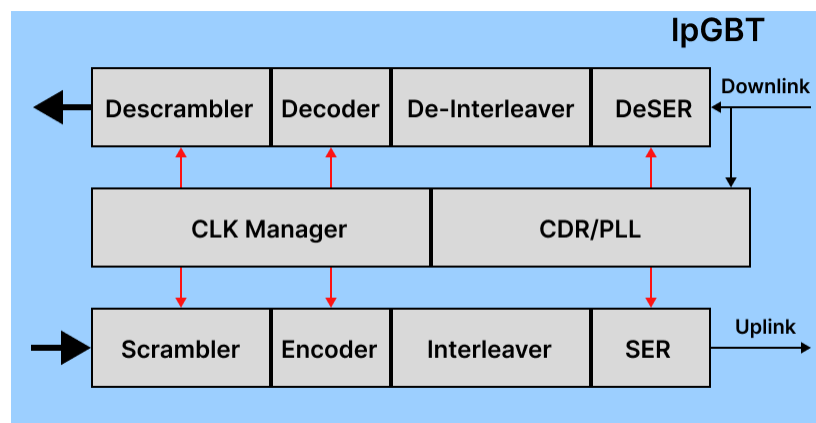 lpGBT
Downlink
Descrambler Decoder De-Interleaver DeSER
CLK Manager CDR/PLL
Uplink
Scrambler Encoder Interleaver SER